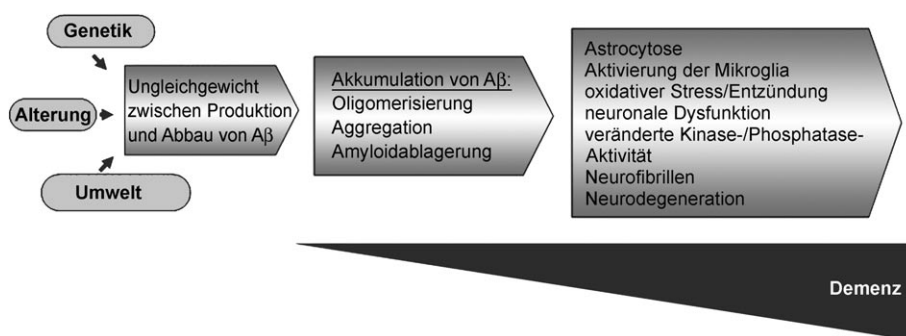 Genetik
Alterung
Umwelt
Ungleichgewicht
zwischen Produktion
und Abbau von Aβ
Akkumulation von Aβ:
Oligomerisierung
Aggregation
Amyloidablagerung
Astrocytose
Aktivierung der Mikroglia
oxidativer Stress/Entzündung
neuronale Dysfunktion
veränderte Kinase-/Phosphatase-
Aktivität
Neurofibrillen
Neurodegeneration
Demenz